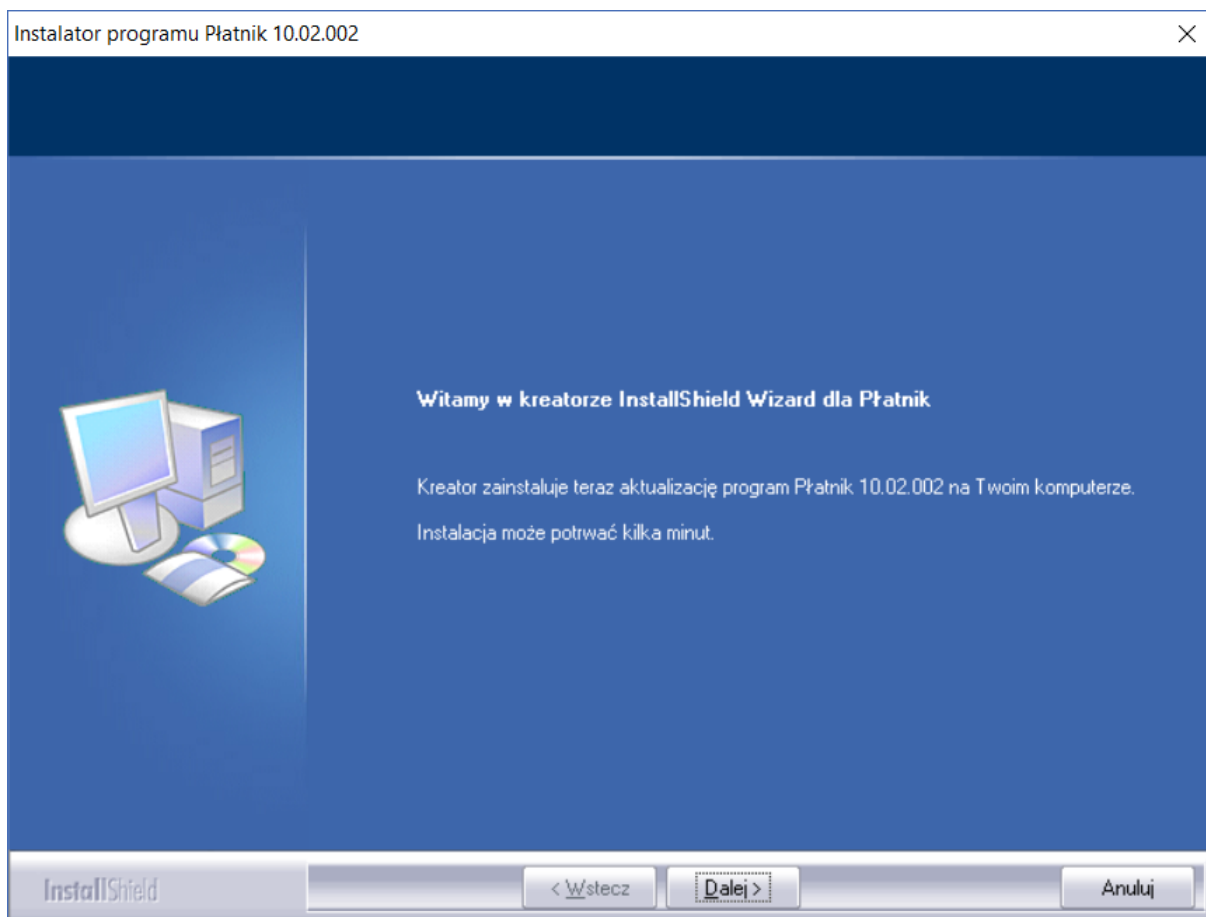 Instalator programu Płatnik 10.02.002
Witamy w kreatorze InstallShield Wizard dla Płatnik
Kreator zainstaluje teraz aktualizację program Płatnik 10.02.002 na Twoim komputerze.
Instalacja może potrwać kilka minut.
InstallShield
< Wstecz
Dalej >
Anuluj